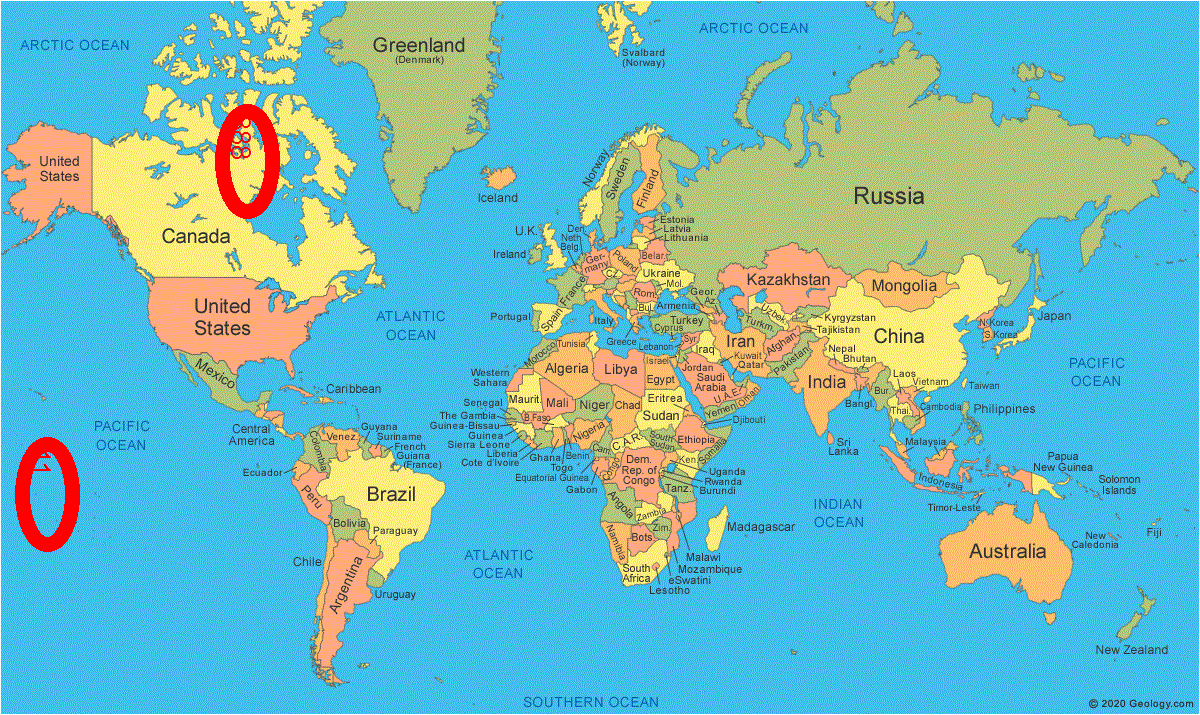 ARCTIC OCEAN
Greenland
(Denmark)
Svalbard
(Norway)
ARCTIC OCEAN
United
States
Canada
Iceland
Norway
Sweden
Finland
Russia
Estonia
Latvia
Lithuania
U.K.
Ireland
Den.
Neth.
Belg.
Ger-
many
Poland
Belar.
Cz.
Ukraine
Mol.
France
Rom.
Bul.
Spain
Portugal
Italy
Greece
Turkey
Cyprus
Lebanon
Israel
Syr.
Iraq
Jordan
Geor.
Armenia
Az.
Kazakhstan
Mongolia
Uzbek.
Turkm.
Kyrgyzstan
Tajikistan
Afghan.
Pakistan
Iran
Kuwait
Qatar
Saudi
Arabia
U.A.E.
Oman
Yemen
China
N.Korea
S.Korea
Japan
Nepal
Bhutan
India
Bangl.
Bur.
Laos
Vietnam
Thai.
Cambodia
Taiwan
Philippines
Sri
Lanka
Malaysia
Indonesia
Timor-Leste
Papua
New Guinea
Solomon
Islands
Fiji
New
Caledonia
Australia
New Zealand
United
States
Mexico
Caribbean
Central
America
ATLANTIC
OCEAN
PACIFIC
OCEAN
PACIFIC
OCEAN
Guyana
Suriname
French
Guiana
(France)
Venez.
Colombia
Ecuador
Peru
Brazil
Bolivia
Paraguay
Chile
Argentina
Uruguay
Morocco
Tunisia
Western
Sahara
Algeria
Libya
Egypt
Maurit.
Mali
Niger
Chad
Sudan
Eritrea
Djibouti
Senegal
The Gambia
Guinea-Bissau
Guinea
Sierra Leone
Liberia
Cote d'Ivoire
B.Faso
Ghana
Togo
Benin
Nigeria
Cam.
C.A.R.
South
Sudan
Ethiopia
Somalia
Equatorial Guinea
Gabon
Congo
Dem.
Rep. of
Congo
Ken.
Uganda
Rwanda
Burundi
Tanz.
Angola
Zambia
Zim.
Namibia
Bots.
South
Africa
Malawi
Mozambique
eSwatini
Lesotho
Madagascar
INDIAN
OCEAN
ATLANTIC
OCEAN
SOUTHERN OCEAN
© 2020 Geology.com